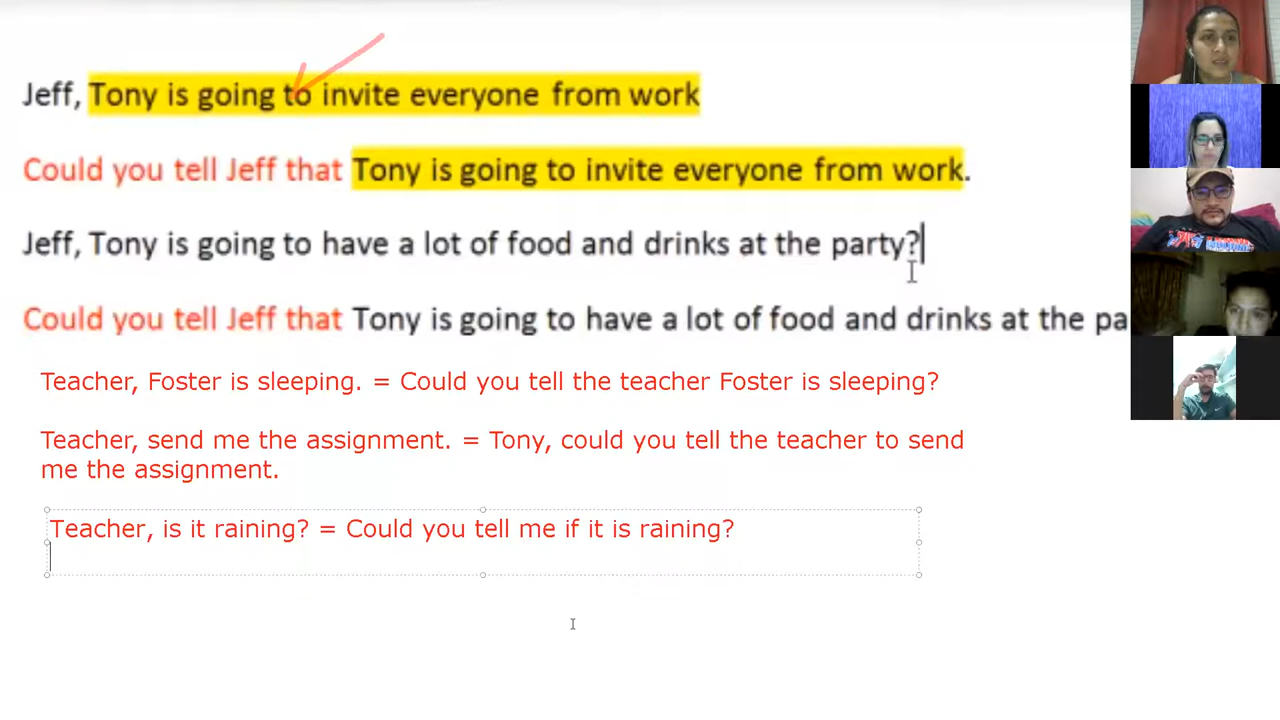 Jeff, Tony is going to invite everyone from work
Could you tell Jeff that Tony is going to invite everyone from work.
Jeff, Tony is going to have a lot of food and drinks at the party?
Could you tell Jeff that Tony is going to have a lot of food and drinks at the pa
Teacher, Foster is sleeping. = Could you tell the teacher Foster is sleeping?
Teacher, send me the assignment. = Tony, could you tell the teacher to send
me the assignment.
Teacher, is it raining? = Could you tell me if it is raining?